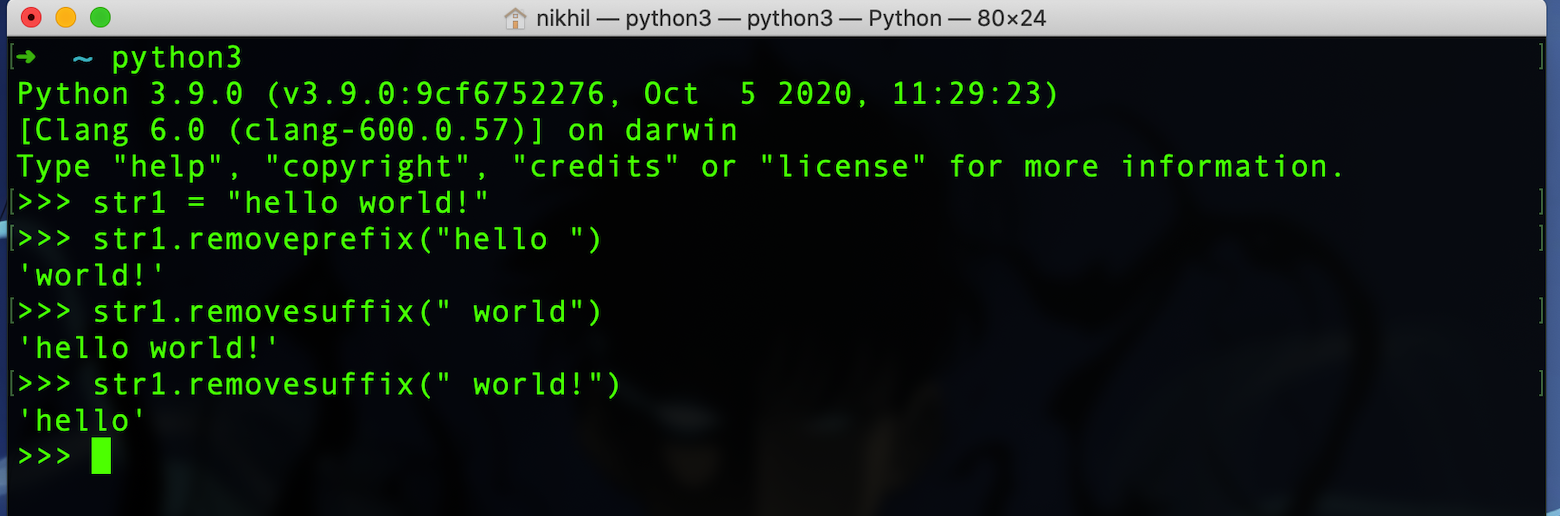 nikhil — python3 — python3 — Python — 80×24
[➜  ~ python3 ]
Python 3.9.0 (v3.9.0:9cf6752276, Oct  5 2020, 11:29:23)
[Clang 6.0 (clang-600.0.57)] on darwin
Type "help", "copyright", "credits" or "license" for more information.
[>>> str1 = "hello world!" ]
[>>> str1.removeprefix("hello ") ]
'world!'
[>>> str1.removesuffix(" world") ]
'hello world!'
[>>> str1.removesuffix(" world!") ]
'hello'
>>>